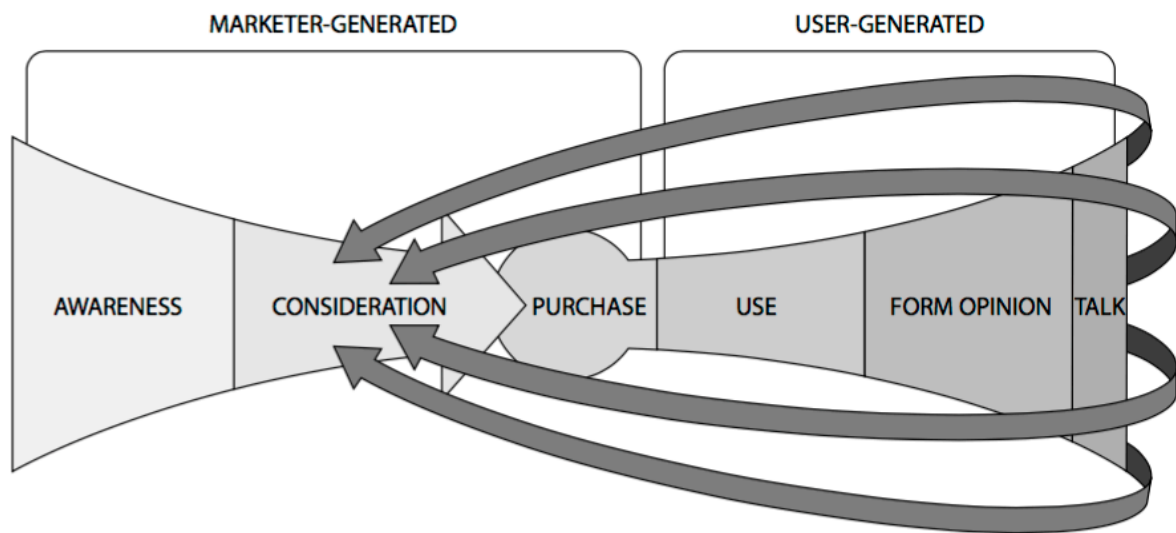 MARKETER-GENERATED
USER-GENERATED
AWARENESS
CONSIDERATION
PURCHASE
USE
FORM OPINION
TALK